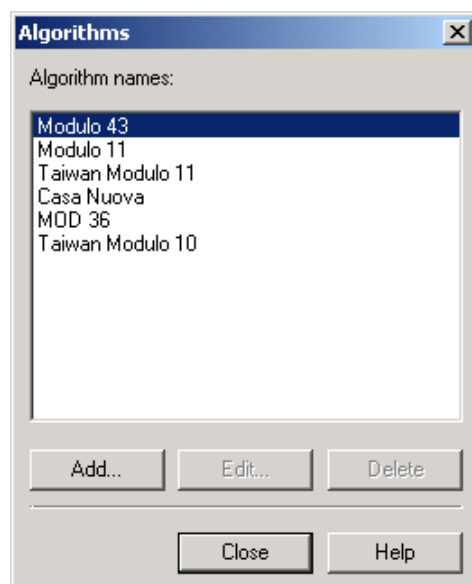 Algorithms
Algorithm names:
Modulo 43
Modulo 11
Taiwan Modulo 11
Casa Nuova
MOD 36
Taiwan Modulo 10
Add... Edit... Delete
Close Help